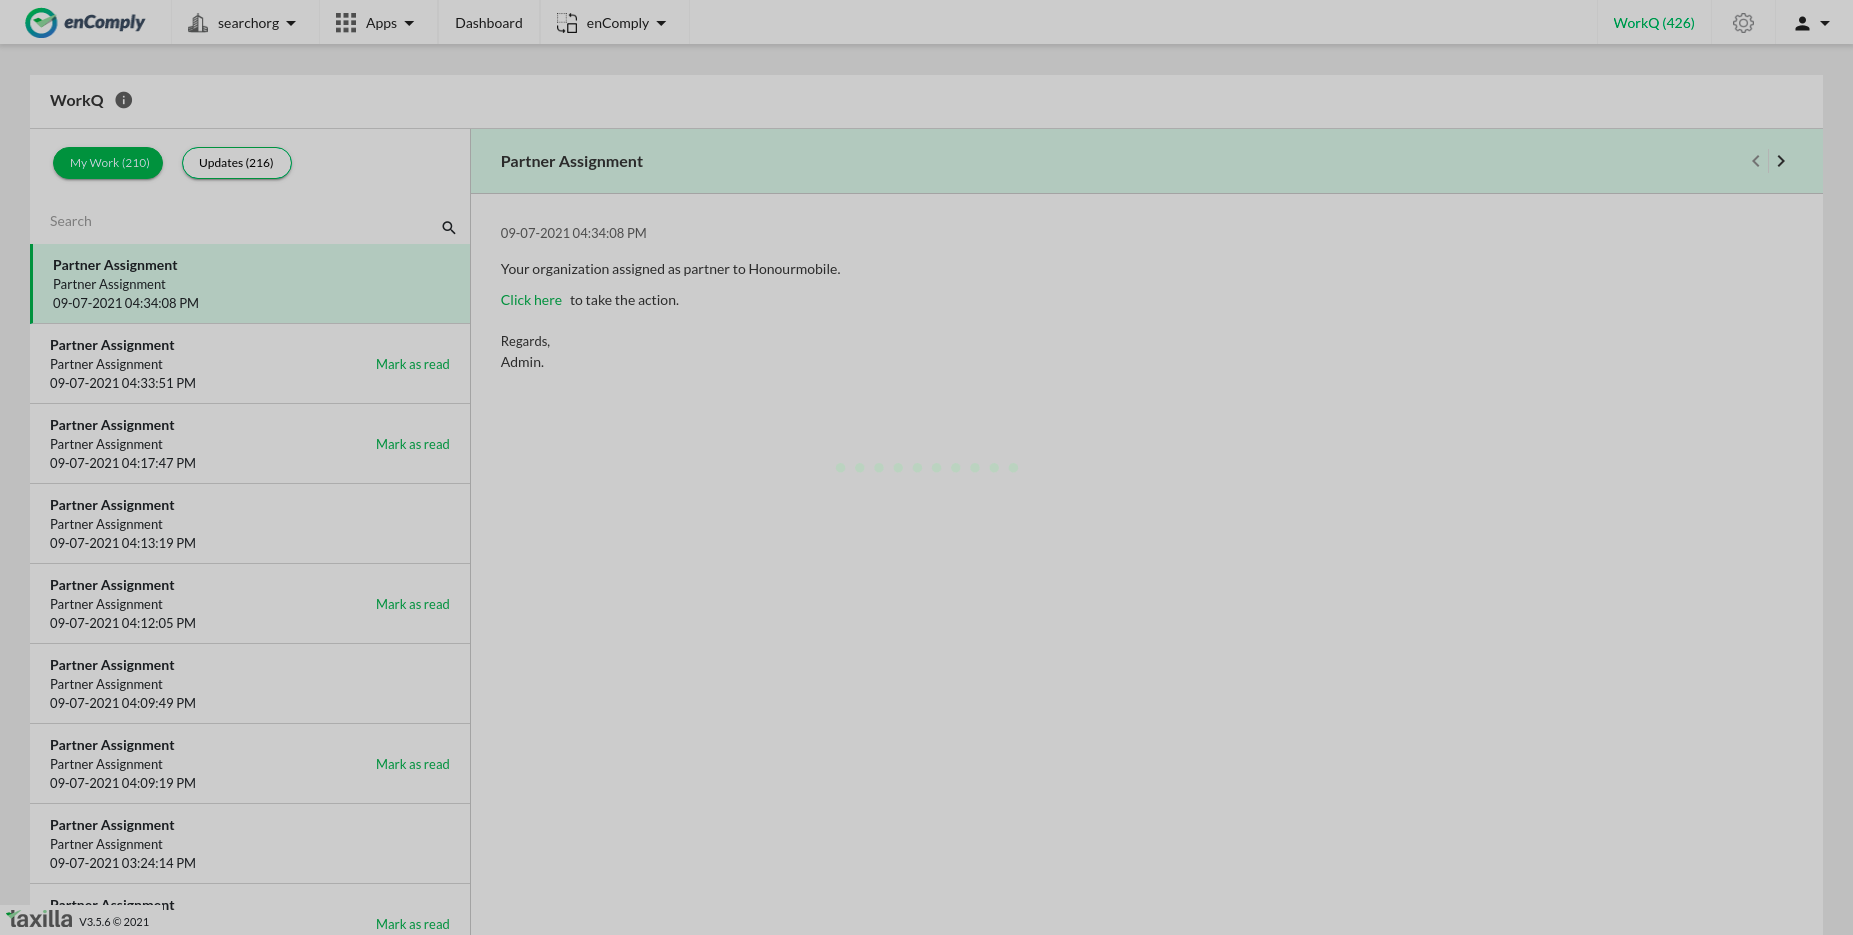 enComply
searchorg
Apps
Dashboard
enComply
WorkQ (426)
WorkQ
My Work (210)
Updates (216)
Search
Partner Assignment
Partner Assignment
09-07-2021 04:34:08 PM
Partner Assignment
Partner Assignment
Mark as read
09-07-2021 04:33:51 PM
Partner Assignment
Partner Assignment
Mark as read
09-07-2021 04:17:47 PM
Partner Assignment
Partner Assignment
09-07-2021 04:13:19 PM
Partner Assignment
Partner Assignment
Mark as read
09-07-2021 04:12:05 PM
Partner Assignment
Partner Assignment
09-07-2021 04:09:49 PM
Partner Assignment
Partner Assignment
Mark as read
09-07-2021 04:09:19 PM
Partner Assignment
Partner Assignment
09-07-2021 03:24:14 PM
Partner Assignment
Mark as read
taxilla V3.5.6 © 2021
Partner Assignment
09-07-2021 04:34:08 PM
Your organization assigned as partner to Honourmobile.
Click here to take the action.
Regards,
Admin.